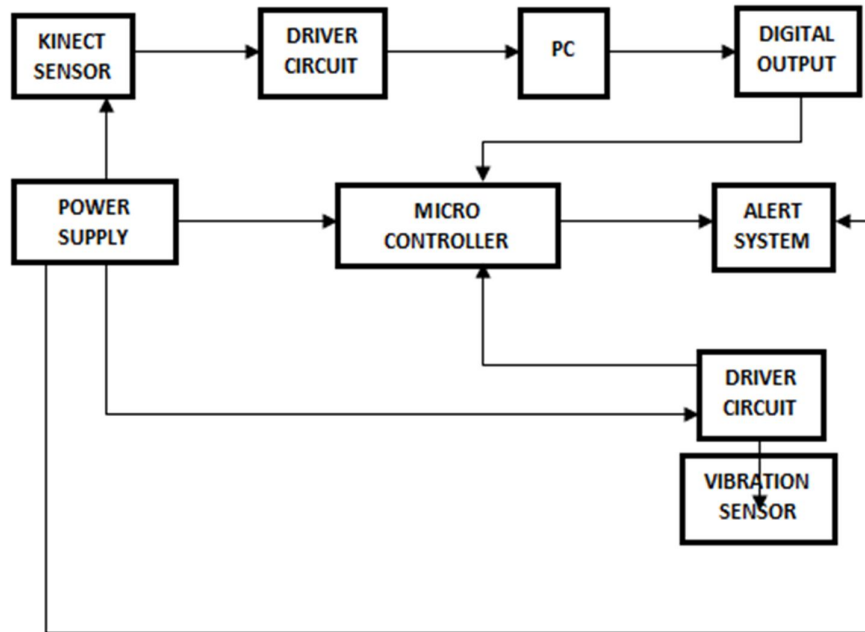 KINECT
SENSOR
DRIVER
CIRCUIT
PC
DIGITAL
OUTPUT
POWER
SUPPLY
MICRO
CONTROLLER
ALERT
SYSTEM
DRIVER
CIRCUIT
VIBRATION
SENSOR